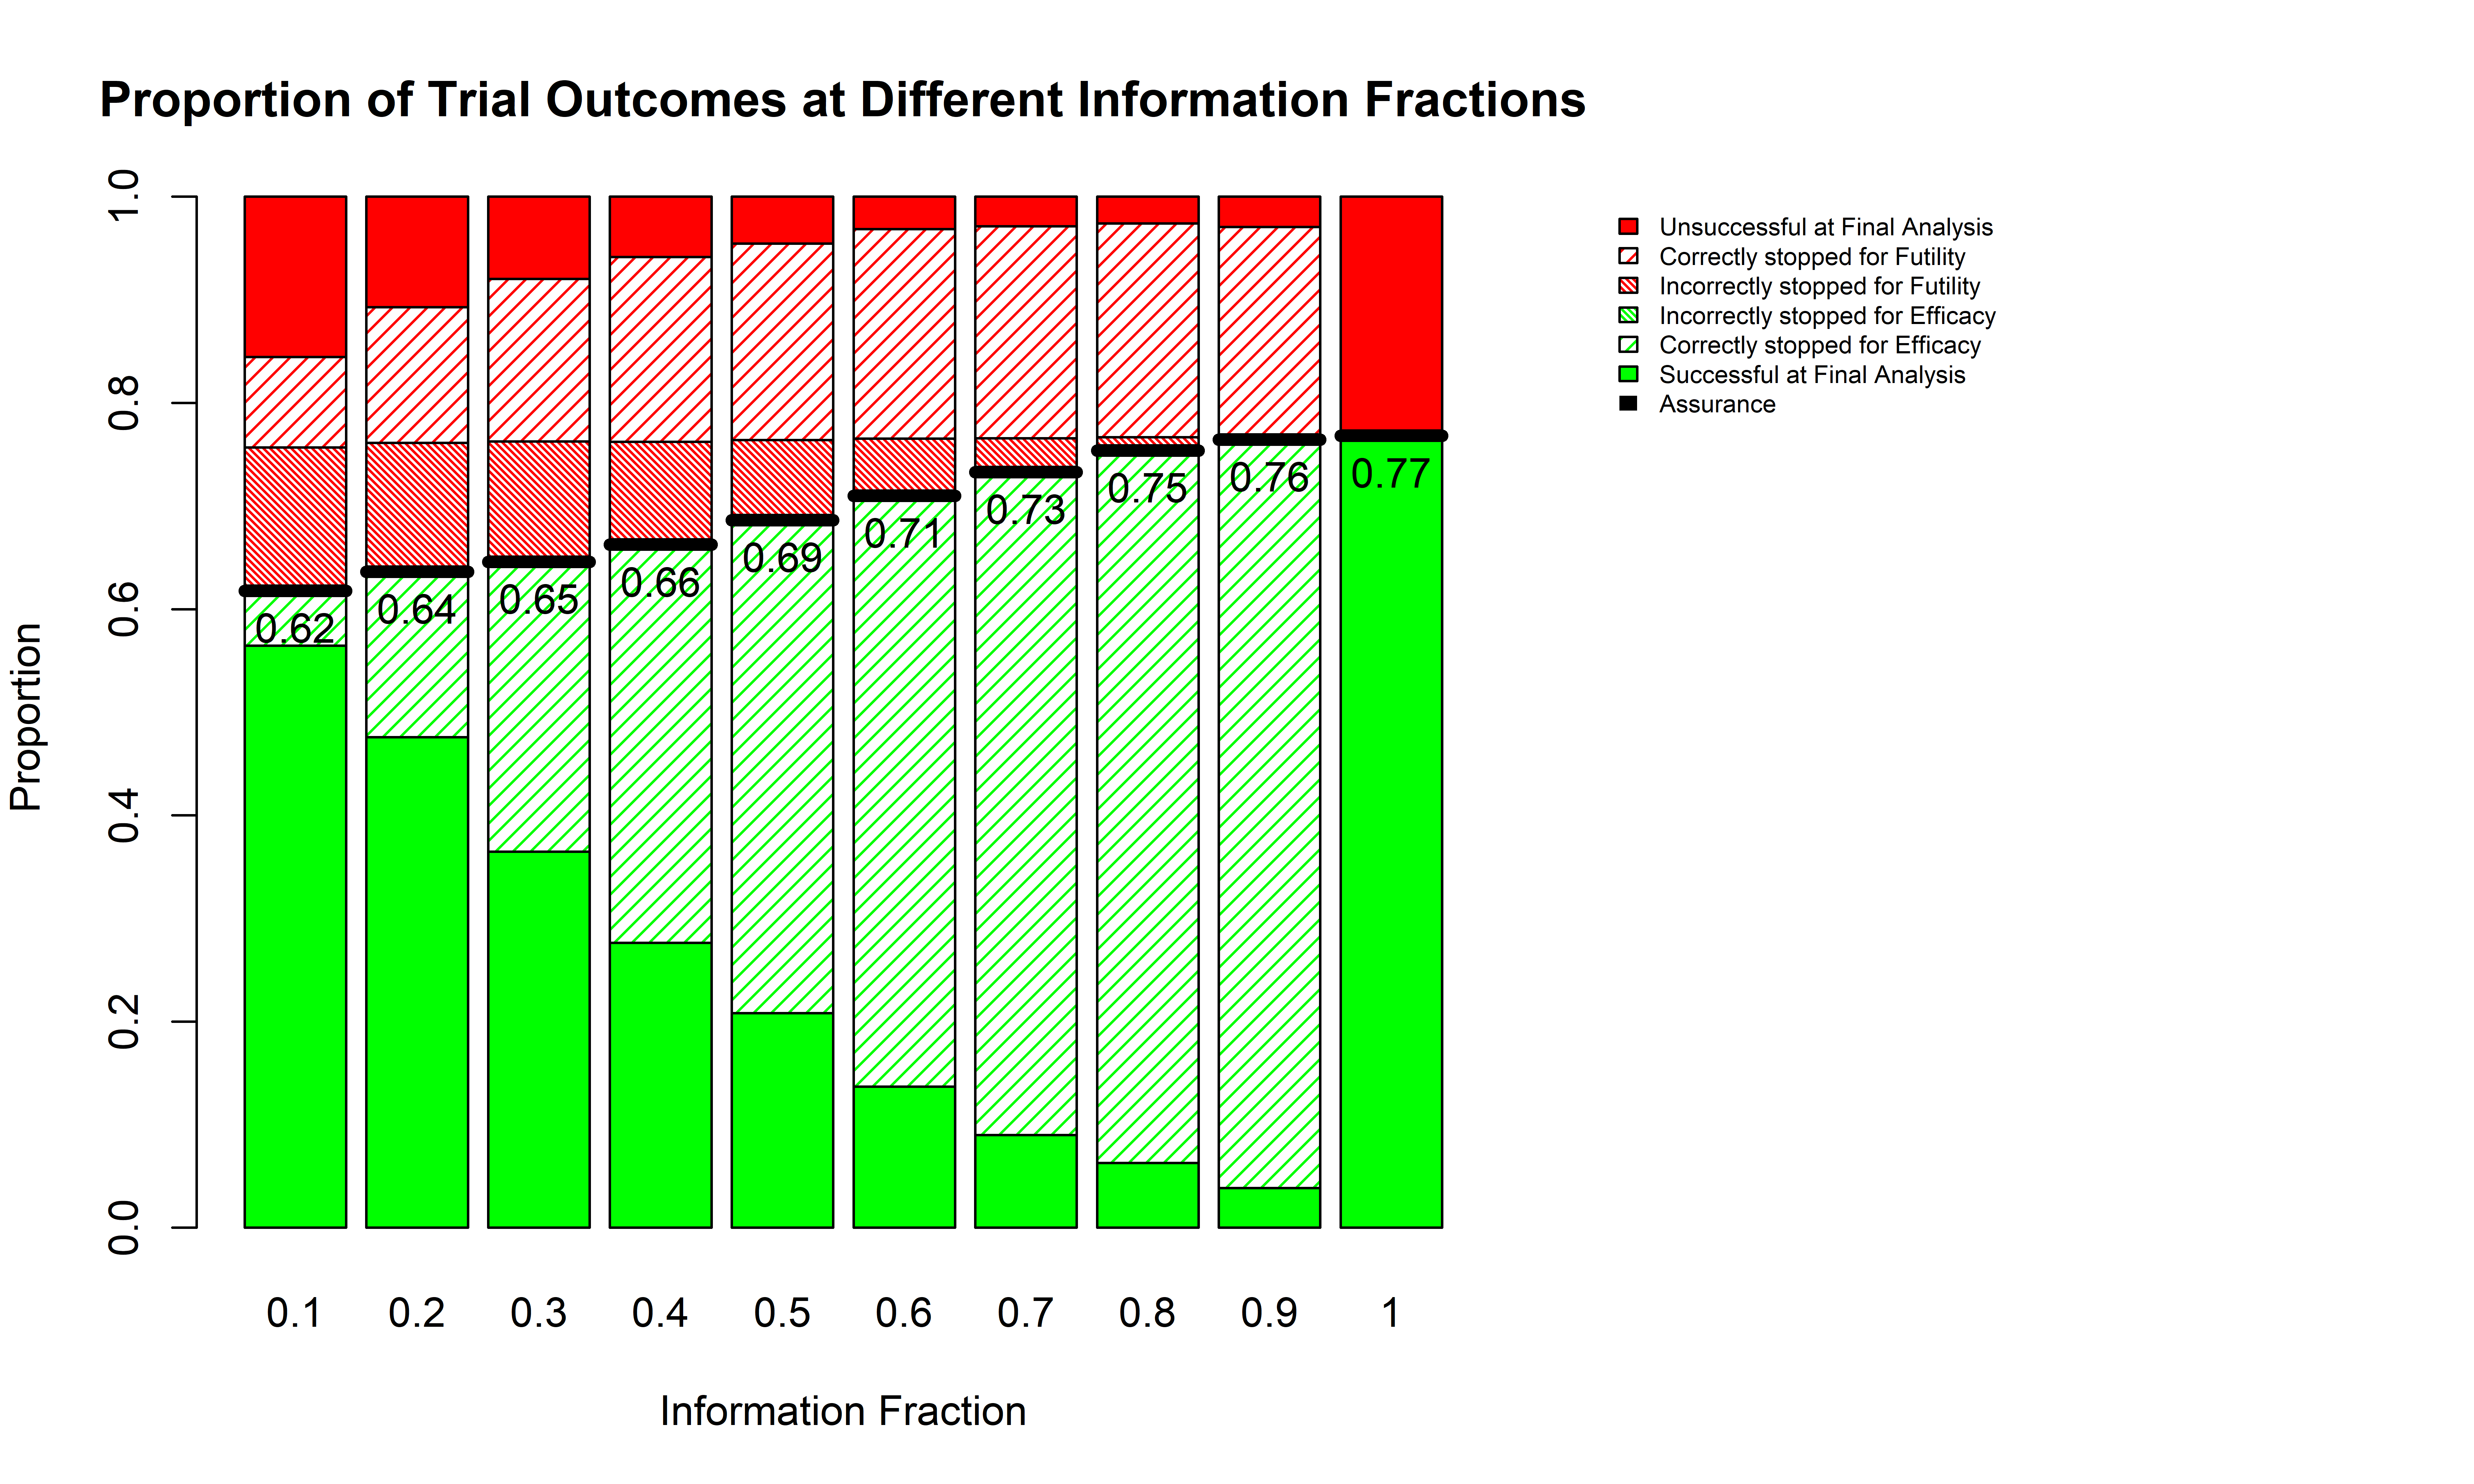 Proportion of Trial Outcomes at Different Information Fractions
Proportion
1.0
0.8
0.6
0.4
0.2
0.0
0.62
0.64
0.65
0.66
0.69
0.71
0.73
0.75
0.76
0.77
0.1 0.2 0.3 0.4 0.5 0.6 0.7 0.8 0.9 1
Information Fraction
Unsuccessful at Final Analysis
Correctly stopped for Futility
Incorrectly stopped for Futility
Incorrectly stopped for Efficacy
Correctly stopped for Efficacy
Successful at Final Analysis
Assurance